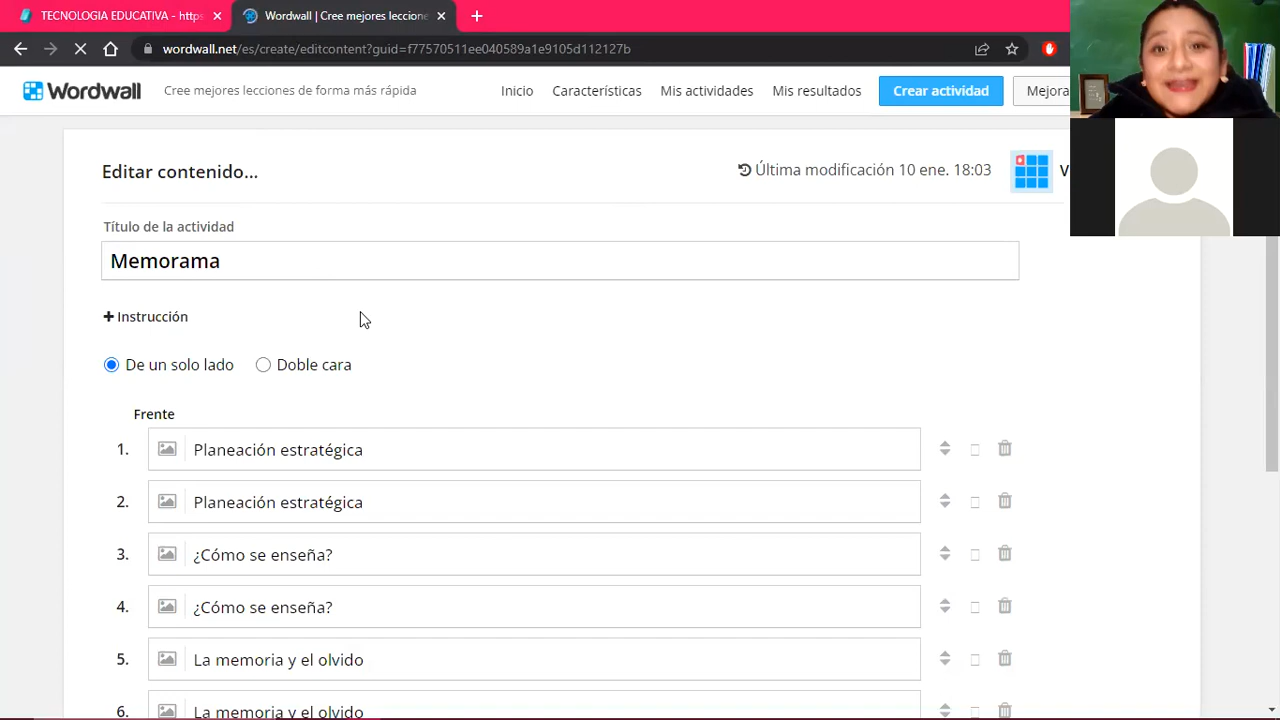 TECNOLOGIA EDUCATIVA - https
Wordwall | Cree mejores leccione
wordwall.net/es/create/editcontent?guid=f77570511ee040589a1e9105d112127b
Wordwall
Cree mejores lecciones de forma más rápida
Inicio
Características
Mis actividades
Mis resultados
Crear actividad
Mejora
Editar contenido...
Última modificación 10 ene. 18:03
V
Título de la actividad
Memorama
+ Instrucción
De un solo lado
Doble cara
Frente
1. Planeación estratégica
2. Planeación estratégica
3. ¿Cómo se enseña?
4. ¿Cómo se enseña?
5. La memoria y el olvido
6. La memoria y el olvido